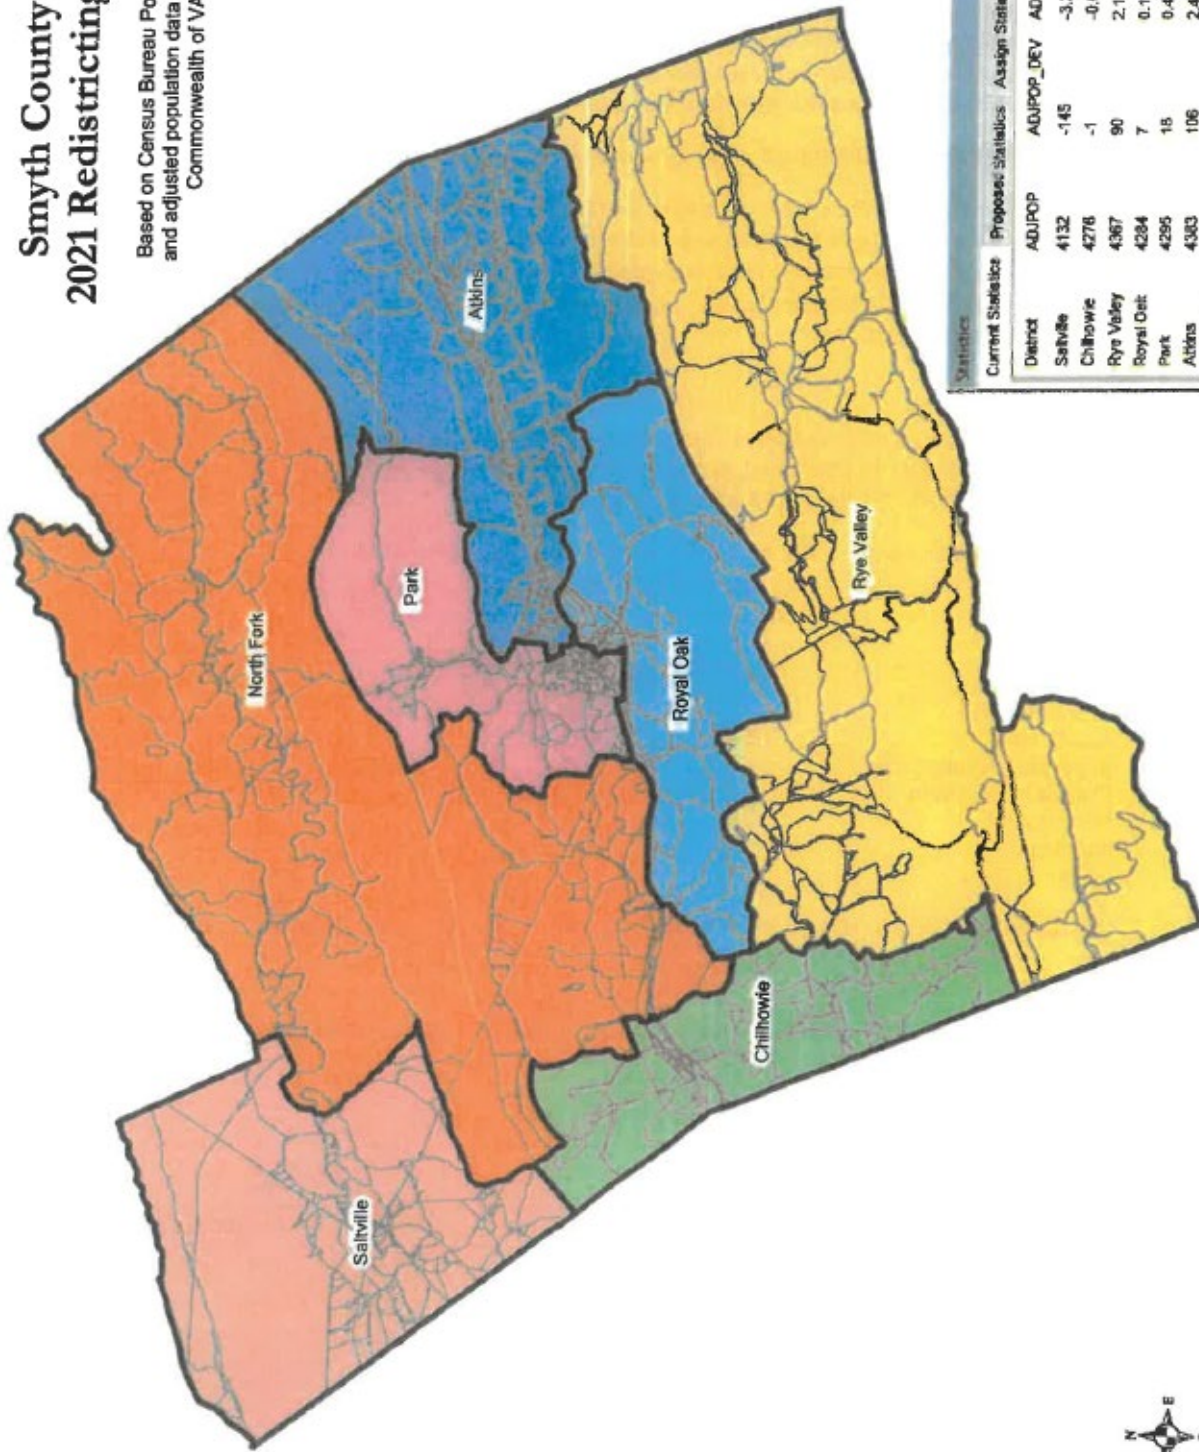 Smyth County
2021 Redistricting
Based on Census Bureau
and adjusted population data
Commonwealth of VA
North Fork
Saltville
Park
Atkins
Royal Oak
Chilhowie
Rye Valley
Statistics
Current Statistics Proposed Statistics Assign
District ADJPOP ADJPOP_DEV
Saltville 4132 -145
Chilhowie 4276 -1
Rye Valley 4367 90
Royal Oak 4284 7
Park 4295 18
Atkins 4383 106
N
E